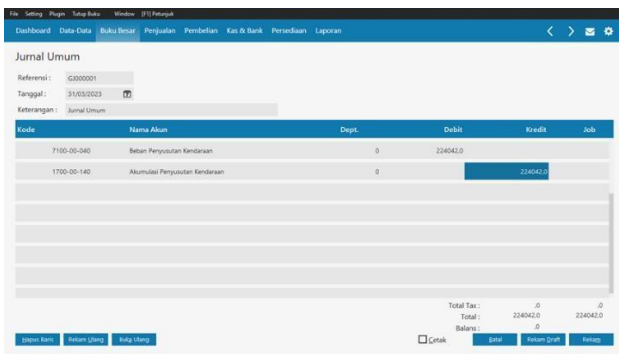 File Setting Plugin Tutup Buku Window [F1] Petunjuk
Dashboard Data-Data Buku Besar Penjualan Pembelian Kas & Bank Persediaan Laporan
Jurnal Umum
Referensi : GJ000001
Tanggal : 31/03/2023
Keterangan : Jurnal Umum
Kode Nama Akun Dept. Debit Kredit Job
7100-00-040 Beban Penyusutan Kendaraan 0 224042,0
1700-00-140 Akumulasi Penyusutan Kendaraan 0 224042,0
Total Tax : ,0 ,0
Total : 224042,0 224042,0
Balans : ,0
Hapus Baris Rekam Ulang Buka Ulang Cetak Batal Rekam Draft Rekam